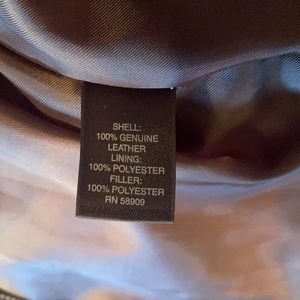 SHELL:
100% GENUINE
LEATHER
LINING:
100% POLYESTER
FILLER:
100% POLYESTER
RN 58909